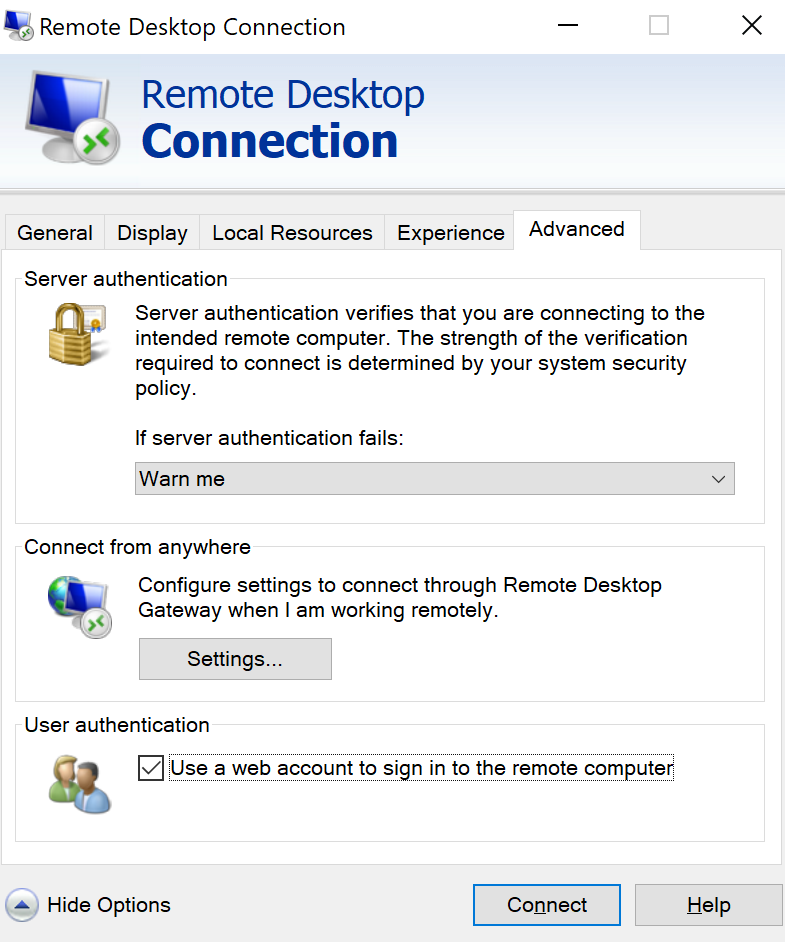 Remote Desktop Connection
Remote Desktop
Connection
General Display Local Resources Experience Advanced
Server authentication
Server authentication verifies that you are connecting to the
intended remote computer. The strength of the verification
required to connect is determined by your system security
policy.
If server authentication fails:
Warn me
Connect from anywhere
Configure settings to connect through Remote Desktop
Gateway when I am working remotely.
Settings...
User authentication
Use a web account to sign in to the remote computer
Hide Options Connect Help